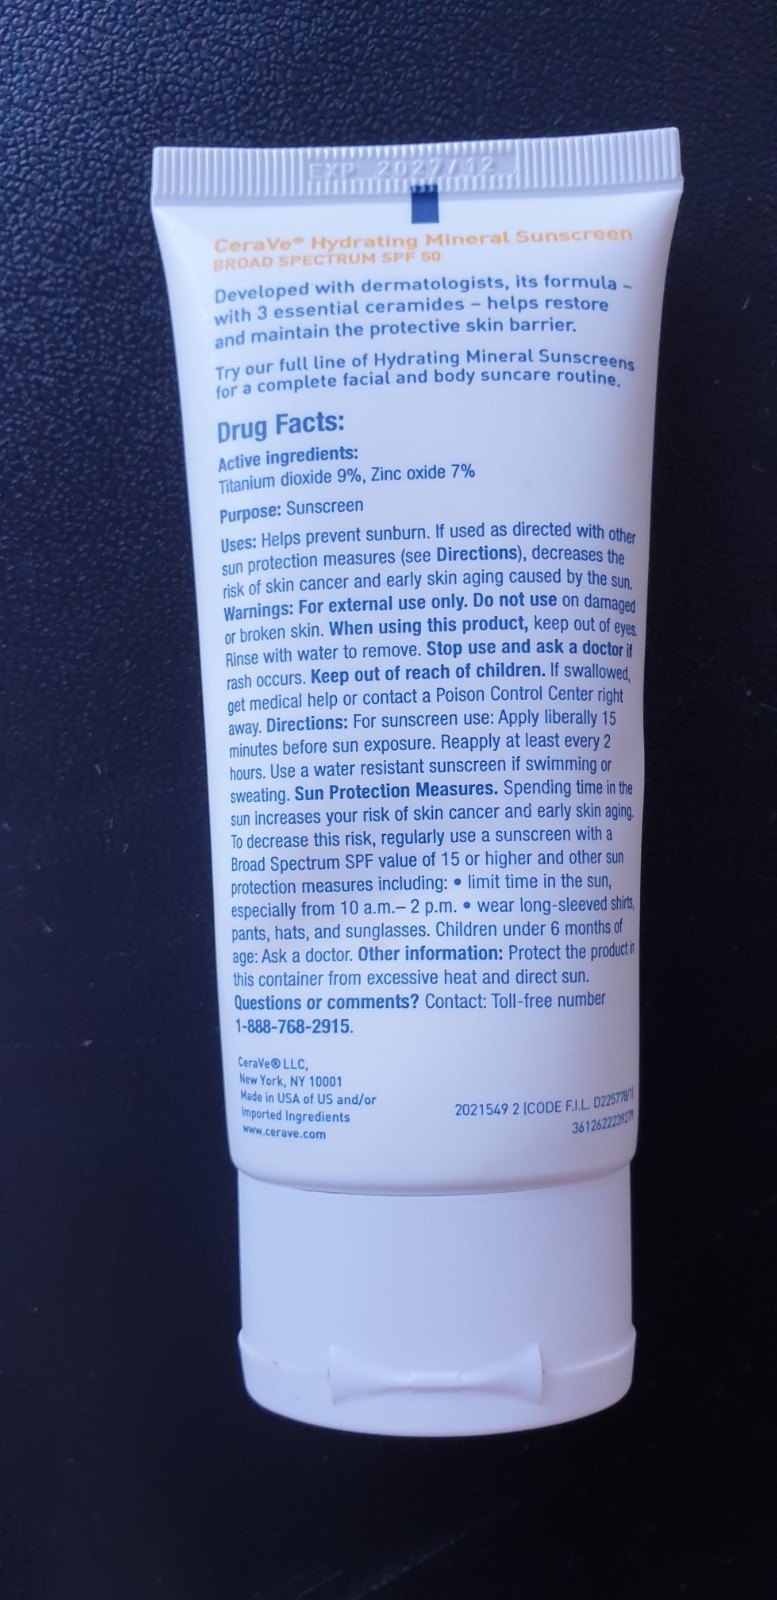 EXP 2027/12
CeraVe® Hydrating Mineral Sunscreen
BROAD SPECTRUM SPF 50
Developed with dermatologists, its formula –
with 3 essential ceramides – helps restore
and maintain the protective skin barrier.
Try our full line of Hydrating Mineral Sunscreens
for a complete facial and body suncare routine.
Drug Facts:
Active ingredients:
Titanium dioxide 9%, Zinc oxide 7%
Purpose: Sunscreen
Uses: Helps prevent sunburn. If used as directed with other
sun protection measures (see Directions), decreases the
risk of skin cancer and early skin aging caused by the sun.
Warnings: For external use only. Do not use on damaged
or broken skin. When using this product, keep out of eyes.
Rinse with water to remove. Stop use and ask a doctor if
rash occurs. Keep out of reach of children. If swallowed,
get medical help or contact a Poison Control Center right
away. Directions: For sunscreen use: Apply liberally 15
minutes before sun exposure. Reapply at least every 2
hours. Use a water resistant sunscreen if swimming or
sweating. Sun Protection Measures. Spending time in the
sun increases your risk of skin cancer and early skin aging.
To decrease this risk, regularly use a sunscreen with a
Broad Spectrum SPF value of 15 or higher and other sun
protection measures including: • limit time in the sun,
especially from 10 a.m.– 2 p.m. • wear long-sleeved shirts,
pants, hats, and sunglasses. Children under 6 months of
age: Ask a doctor. Other information: Protect the product in
this container from excessive heat and direct sun.
Questions or comments? Contact: Toll-free number
1-888-768-2915.
CeraVe® LLC,
New York, NY 10001
Made in USA of US and/or
Imported Ingredients
www.cerave.com
2021549 2 |CODE F.I.L. D225778/1|
3612622239279